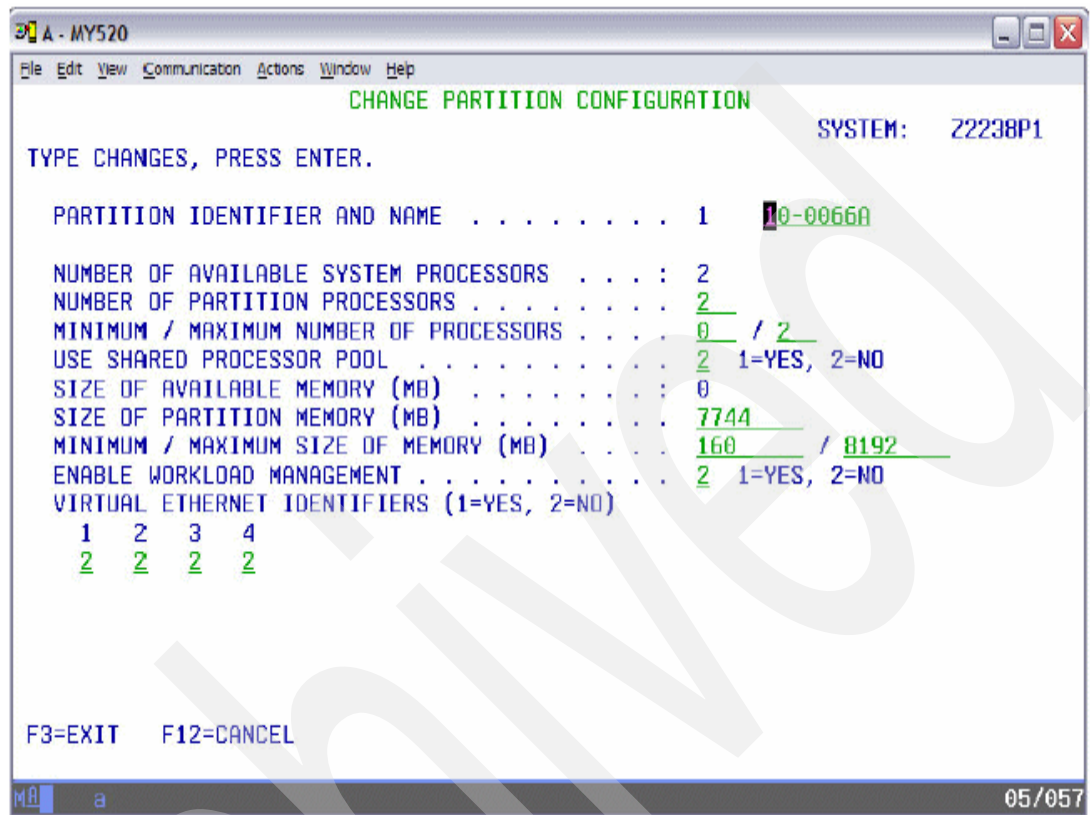 A - MY520
File Edit View Communication Actions Window Help
CHANGE PARTITION CONFIGURATION
SYSTEM: Z2238P1
TYPE CHANGES, PRESS ENTER.
PARTITION IDENTIFIER AND NAME . . . . . . . . 1 10-0066A
NUMBER OF AVAILABLE SYSTEM PROCESSORS . . . : 2
NUMBER OF PARTITION PROCESSORS . . . . . . . . 2
MINIMUM / MAXIMUM NUMBER OF PROCESSORS . . . . 0 / 2
USE SHARED PROCESSOR POOL . . . . . . . . . . 2 1=YES, 2=NO
SIZE OF AVAILABLE MEMORY (MB) . . . . . . . : 0
SIZE OF PARTITION MEMORY (MB) . . . . . . . . 7744
MINIMUM / MAXIMUM SIZE OF MEMORY (MB) . . . . 160 / 8192
ENABLE WORKLOAD MANAGEMENT . . . . . . . . . . 2 1=YES, 2=NO
VIRTUAL ETHERNET IDENTIFIERS (1=YES, 2=NO)
1 2 3 4
2 2 2 2
F3=EXIT F12=CANCEL
MA a 05/057